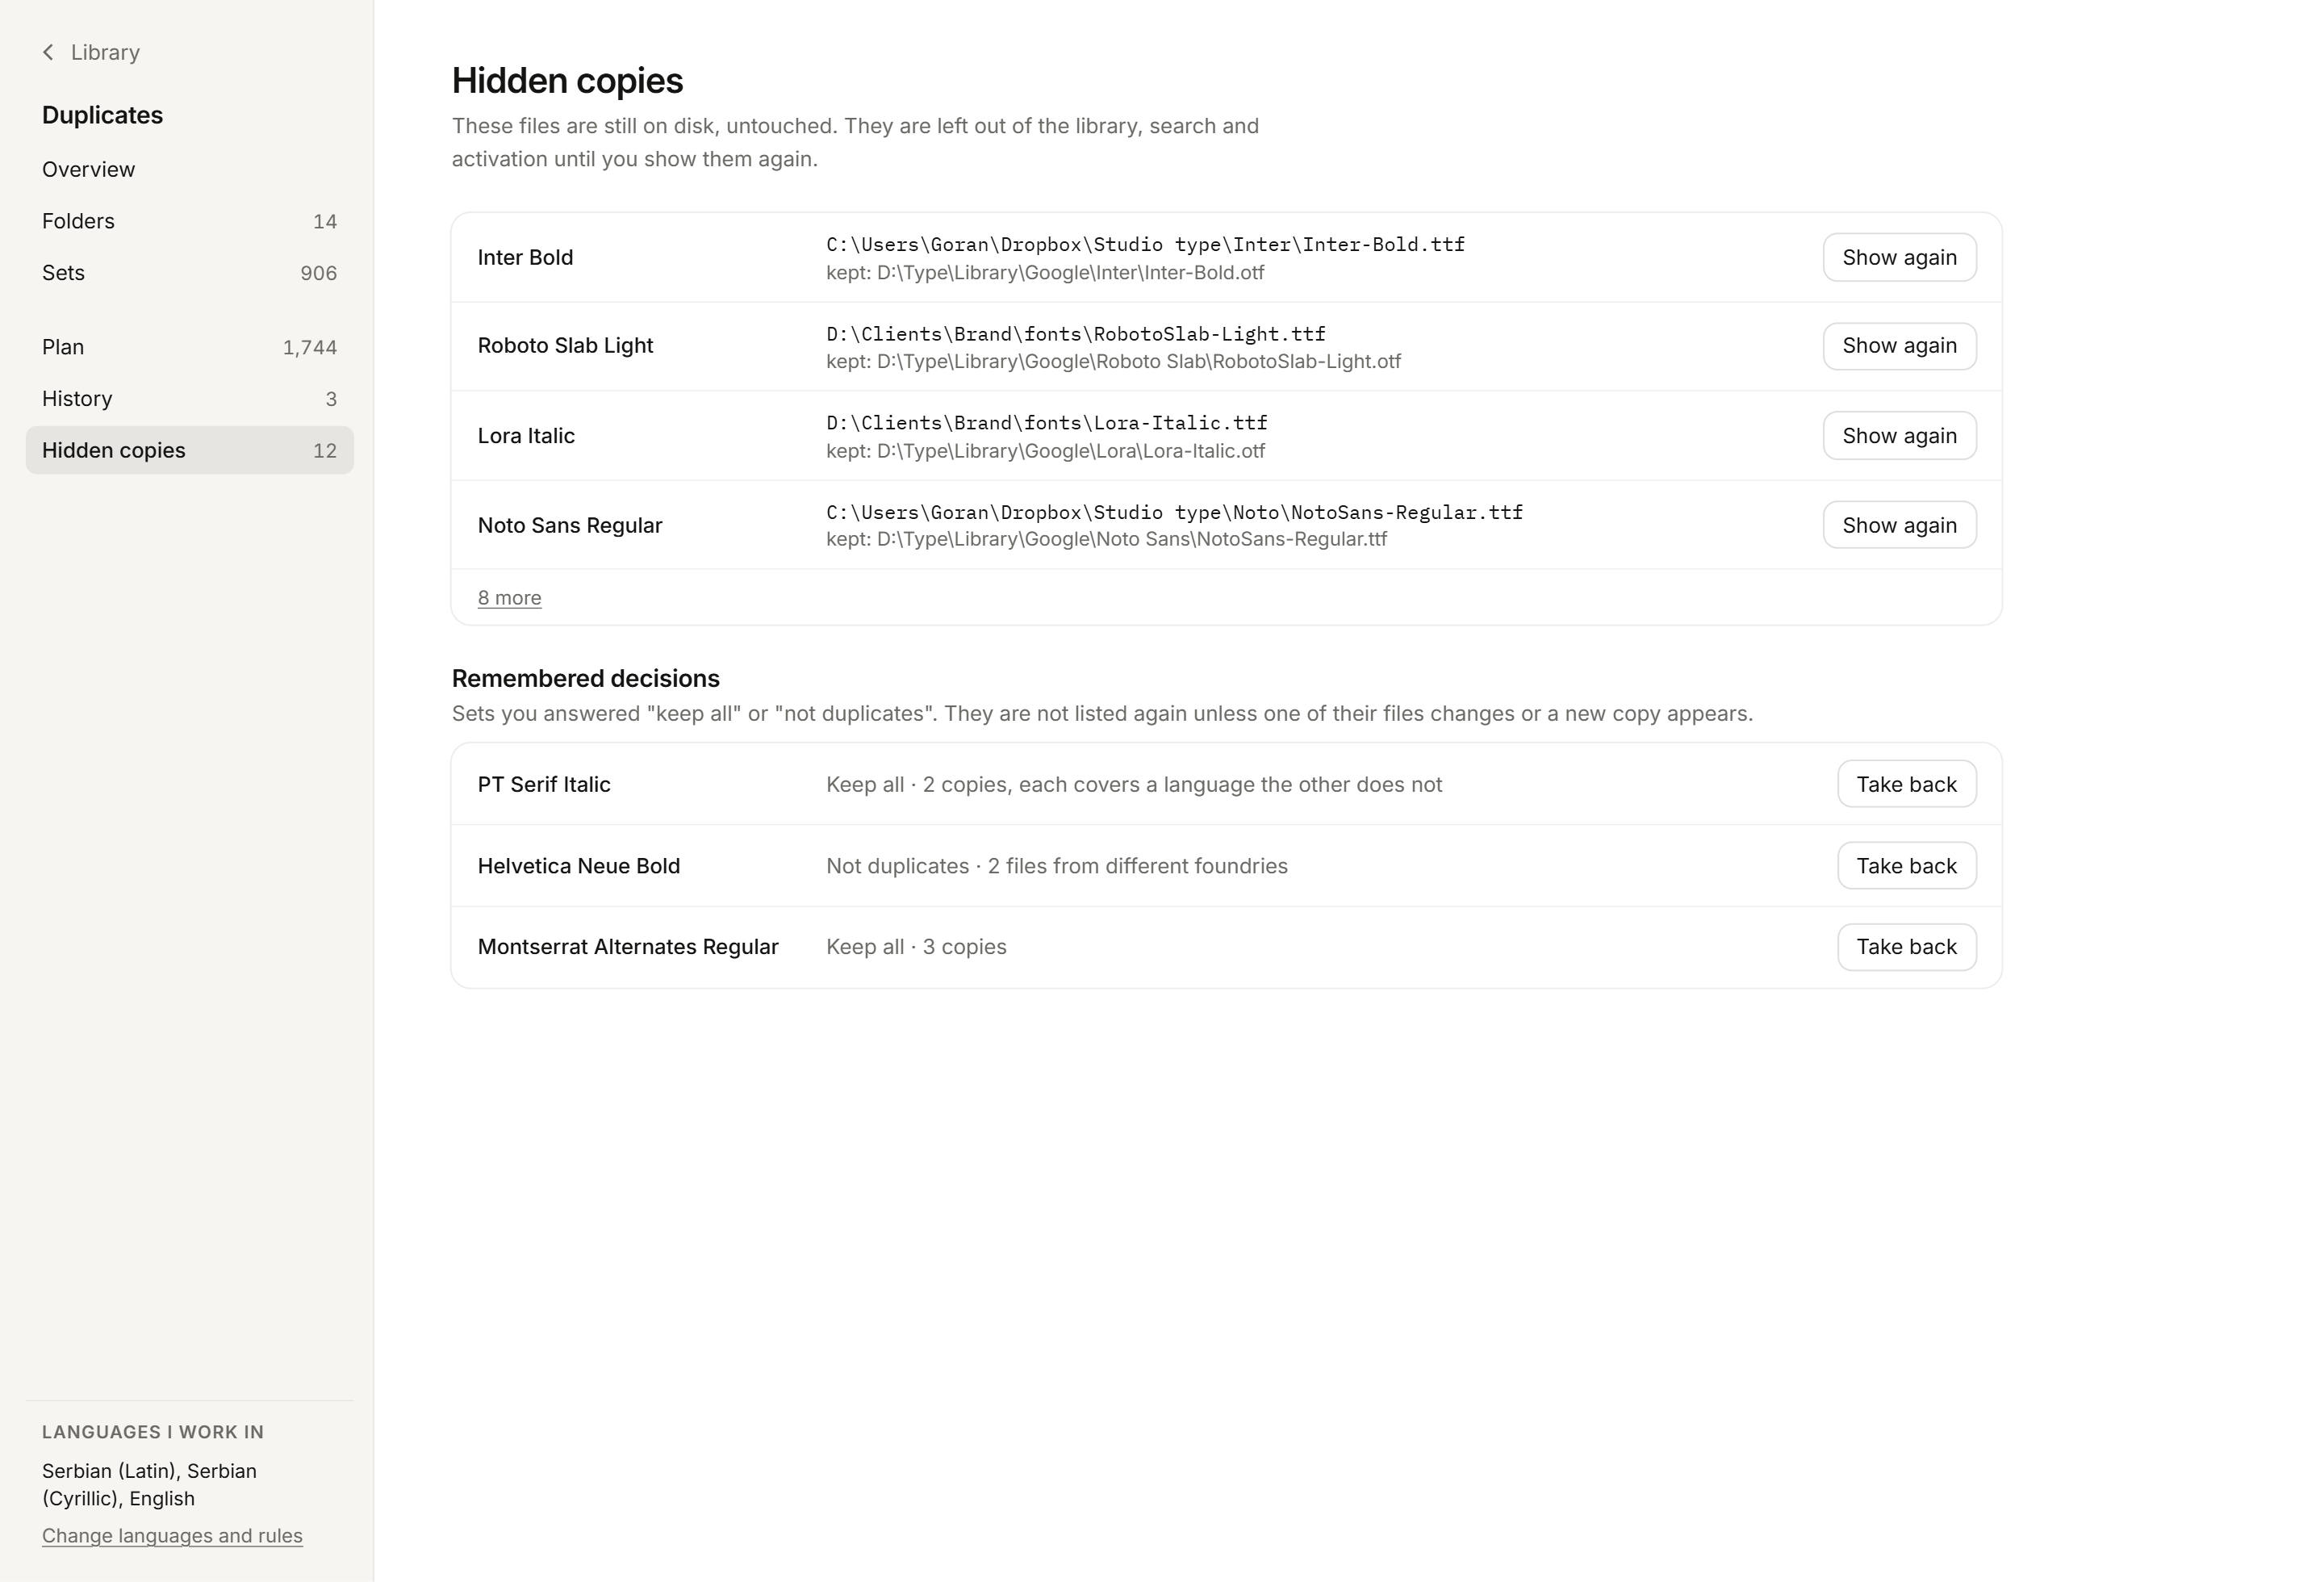 Library
Duplicates
Overview
Folders 14
Sets 906
Plan 1,744
History 3
Hidden copies 12
LANGUAGES I WORK IN
Serbian (Latin), Serbian
(Cyrillic), English
Change languages and rules
Hidden copies
These files are still on disk, untouched. They are left out of the library, search and
activation until you show them again.
Inter Bold
C:\Users\Goran\Dropbox\Studio type\Inter\Inter-Bold.ttf
kept: D:\Type\Library\Google\Inter\Inter-Bold.otf
Show again
Roboto Slab Light
D:\Clients\Brand\fonts\RobotoSlab-Light.ttf
kept: D:\Type\Library\Google\Roboto Slab\RobotoSlab-Light.otf
Show again
Lora Italic
D:\Clients\Brand\fonts\Lora-Italic.ttf
kept: D:\Type\Library\Google\Lora\Lora-Italic.otf
Show again
Noto Sans Regular
C:\Users\Goran\Dropbox\Studio type\Noto\NotoSans-Regular.ttf
kept: D:\Type\Library\Google\Noto Sans\NotoSans-Regular.ttf
Show again
8 more
Remembered decisions
Sets you answered "keep all" or "not duplicates". They are not listed again unless one of their files changes or a new copy appears.
PT Serif Italic Keep all · 2 copies, each covers a language the other does not Take back
Helvetica Neue Bold Not duplicates · 2 files from different foundries Take back
Montserrat Alternates Regular Keep all · 3 copies Take back